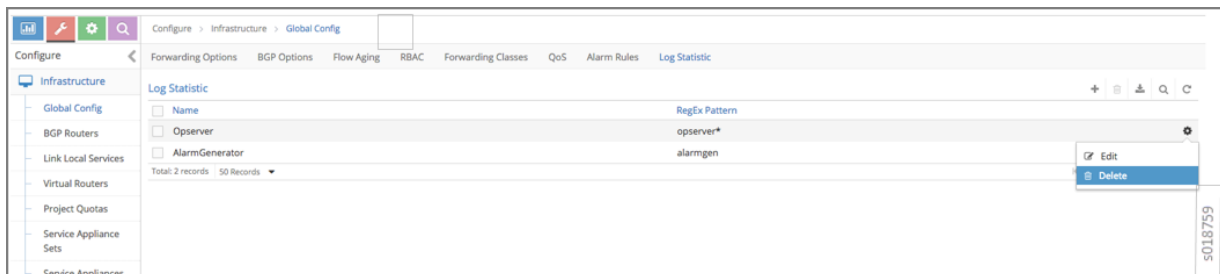 Configure > Infrastructure > Global Config
Configure
Forwarding Options BGP Options Flow Aging RBAC Forwarding Classes QoS Alarm Rules Log Statistic
Infrastructure
Global Config
BGP Routers
Link Local Services
Virtual Routers
Project Quotas
Service Appliance
Sets
Service Appliances
Log Statistic
Name RegEx Pattern
Opserver opserver*
AlarmGenerator alarmgen
Total: 2 records 50 Records
Edit
Delete
s018759